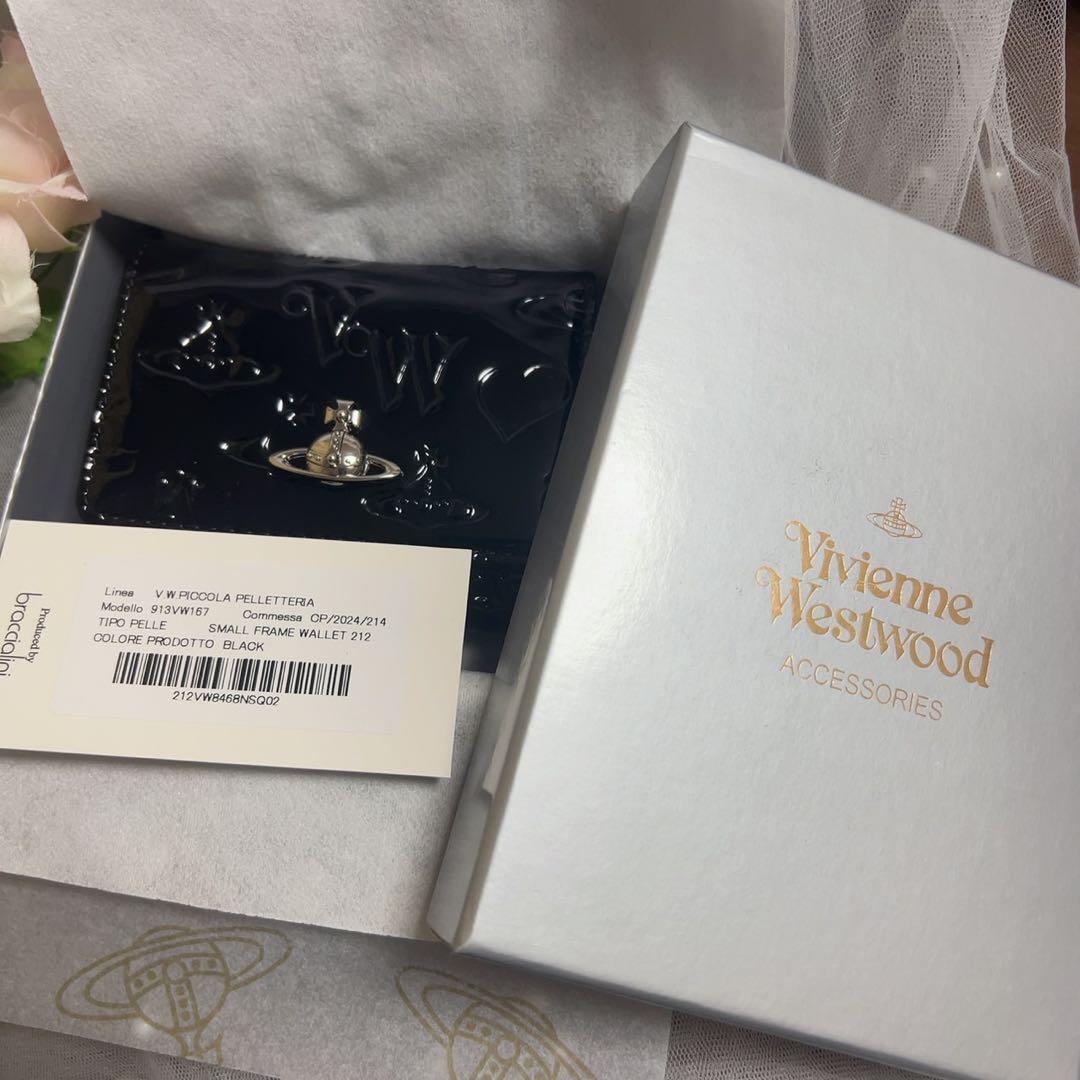 V
W
Linea V.W.PICCOLA PELLETTERIA
Modello 913VW167 Commessa CP/2024/214
TIPO PELLE SMALL FRAME WALLET 212
COLORE PRODOTTO BLACK
212VW8468NSQ02
Produced by
braccialini
Vivienne
Westwood
ACCESSORIES